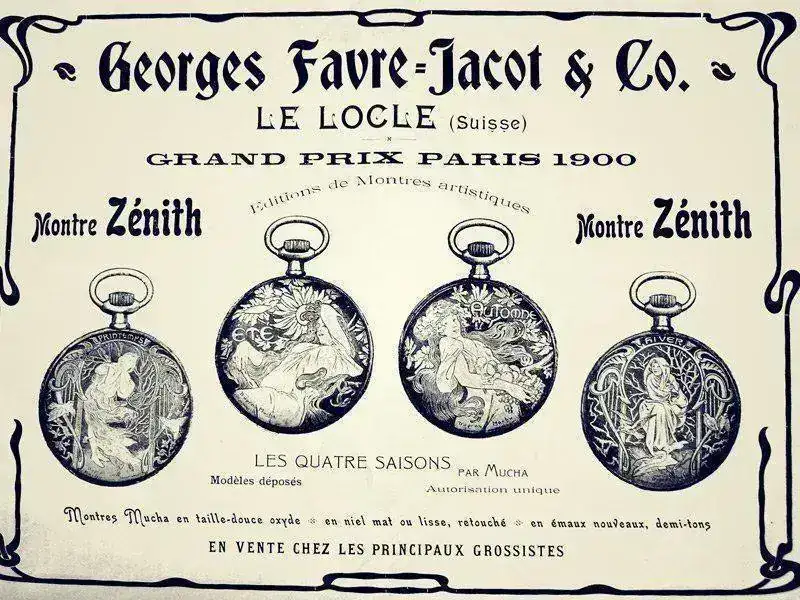 Georges Favre=Jacot & Co.
LE LOCLE (Suisse)
GRAND PRIX PARIS 1900
Editions de Montres artistiques
Montre Zénith
Montre Zénith
PRINTEMPS
ÉTÉ
AUTOMNE
HIVER
LES QUATRE SAISONS PAR MUCHA
Modèles déposés
Autorisation unique
Montres Mucha en taille-douce oxyde * en niel mat ou lisse, retouché * en émaux nouveaux, demi-tons
EN VENTE CHEZ LES PRINCIPAUX GROSSISTES